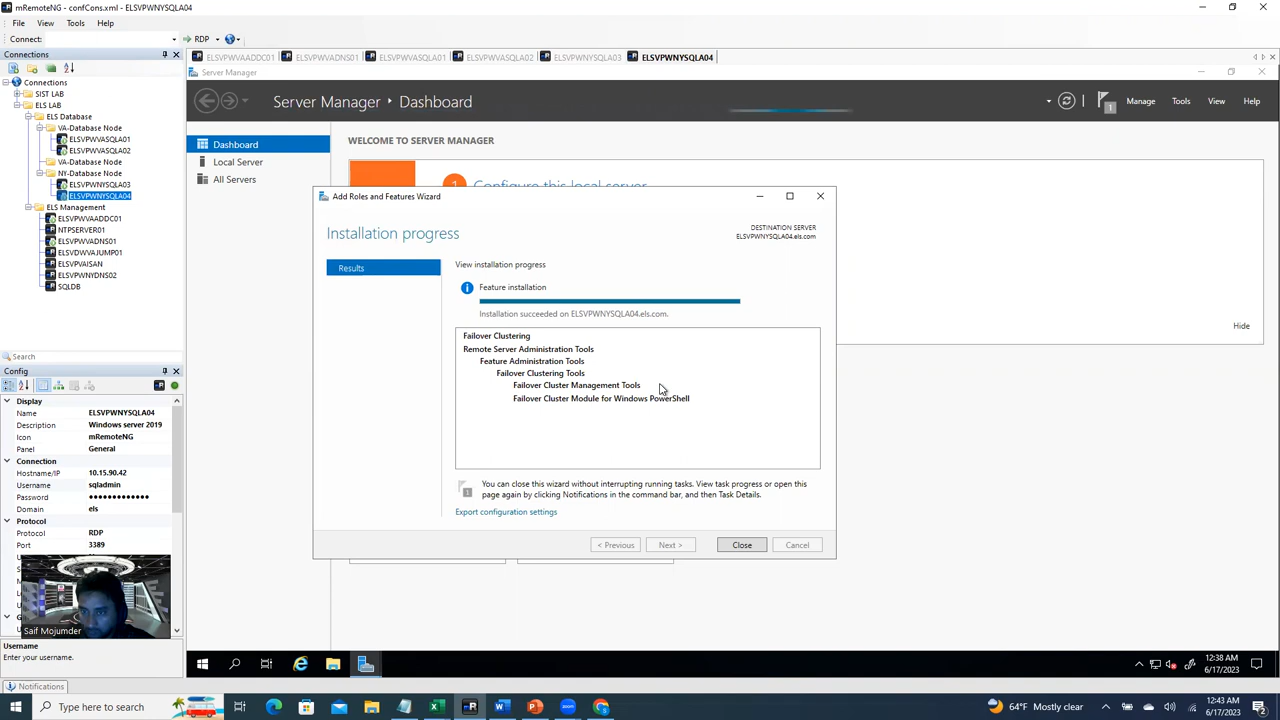 mRemoteNG - confCons.xml - ELSVPWNYSQLA04
File View Tools Help
Connect: RDP
Connections
Connections
SIST LAB
ELS LAB
ELS Database
VA-Database Node
ELSVPWVASQLA01
ELSVPWVASQLA02
VA-Database Node
NY-Database Node
ELSVPWNYSQLA03
ELSVPWNYSQLA04
ELS Management
ELSVPWVAADDC01
NTPSERVER01
ELSVPWVADNS01
ELSVDWVAJUMP01
ELSVPVAISAN
ELSVPWNYDNS02
SQLDB
Search
Config
Display
Name ELSVPWNYSQLA04
Description Windows server 2019
Icon mRemoteNG
Panel General
Connection
Hostname/IP 10.15.90.42
Username sqladmin
Password ••••••••••••
Domain els
Protocol
Protocol RDP
Port 3389
Saif Mojumder
Username
Enter your username.
Notifications
ELSVPWVAADDC01 ELSVPWVADNS01 ELSVPWVASQLA01 ELSVPWVASQLA02 ELSVPWNYSQLA03 ELSVPWNYSQLA04
Server Manager
Server Manager • Dashboard
1 Manage Tools View Help
Dashboard
Local Server
All Servers
WELCOME TO SERVER MANAGER
1 Configure this local server
Hide
Add Roles and Features Wizard
Installation progress
DESTINATION SERVER
ELSVPWNYSQLA04.els.com
Results
View installation progress
Feature installation
Installation succeeded on ELSVPWNYSQLA04.els.com.
Failover Clustering
Remote Server Administration Tools
Feature Administration Tools
Failover Clustering Tools
Failover Cluster Management Tools
Failover Cluster Module for Windows PowerShell
1
You can close this wizard without interrupting running tasks. View task progress or open this
page again by clicking Notifications in the command bar, and then Task Details.
Export configuration settings
< Previous Next > Close Cancel
12:38 AM
6/17/2023
Type here to search
64°F Mostly clear
12:43 AM
6/17/2023
2